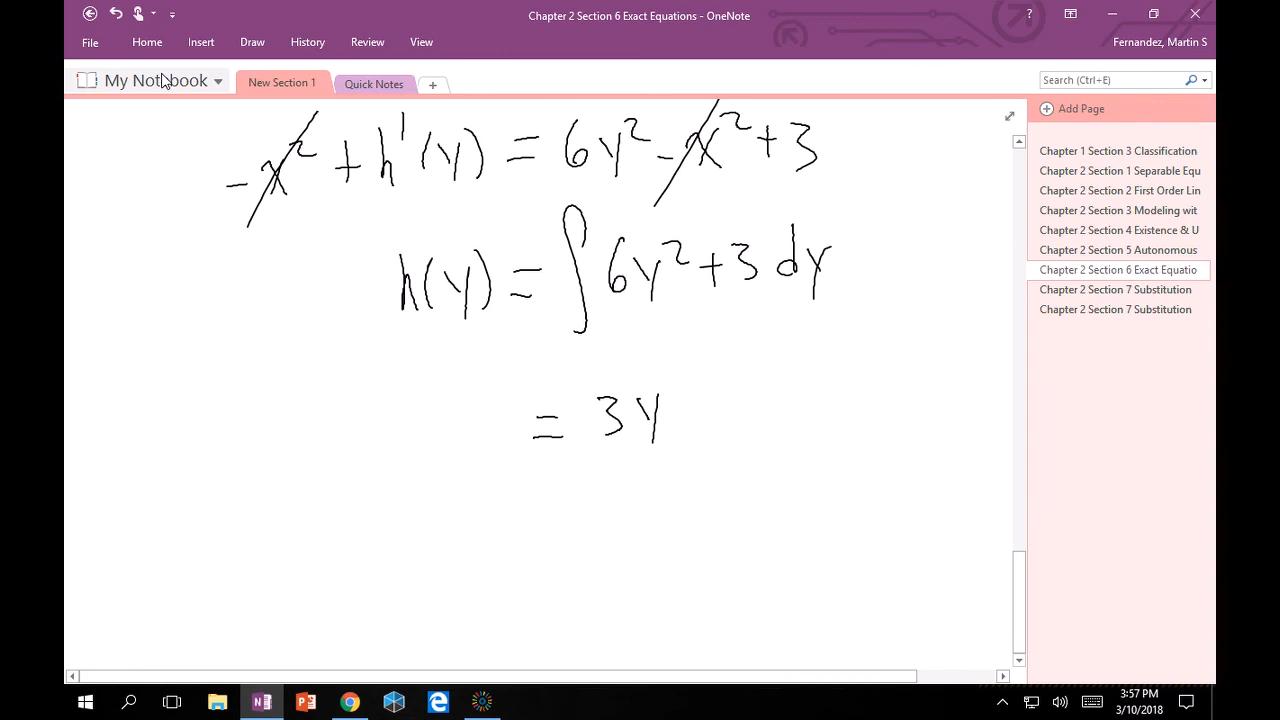 Chapter 2 Section 6 Exact Equations - OneNote
?
File Home Insert Draw History Review View
Fernandez, Martin S
My Notebook
New Section 1
Quick Notes
+
Search (Ctrl+E)
-x² + h'(y) = 6y² - x² + 3
h(y) = ∫ 6y² + 3 dy
= 3y
Add Page
Chapter 1 Section 3 Classification
Chapter 2 Section 1 Separable Equ
Chapter 2 Section 2 First Order Lin
Chapter 2 Section 3 Modeling wit
Chapter 2 Section 4 Existence & U
Chapter 2 Section 5 Autonomous
Chapter 2 Section 6 Exact Equatio
Chapter 2 Section 7 Substitution
Chapter 2 Section 7 Substitution
3:57 PM
3/10/2018